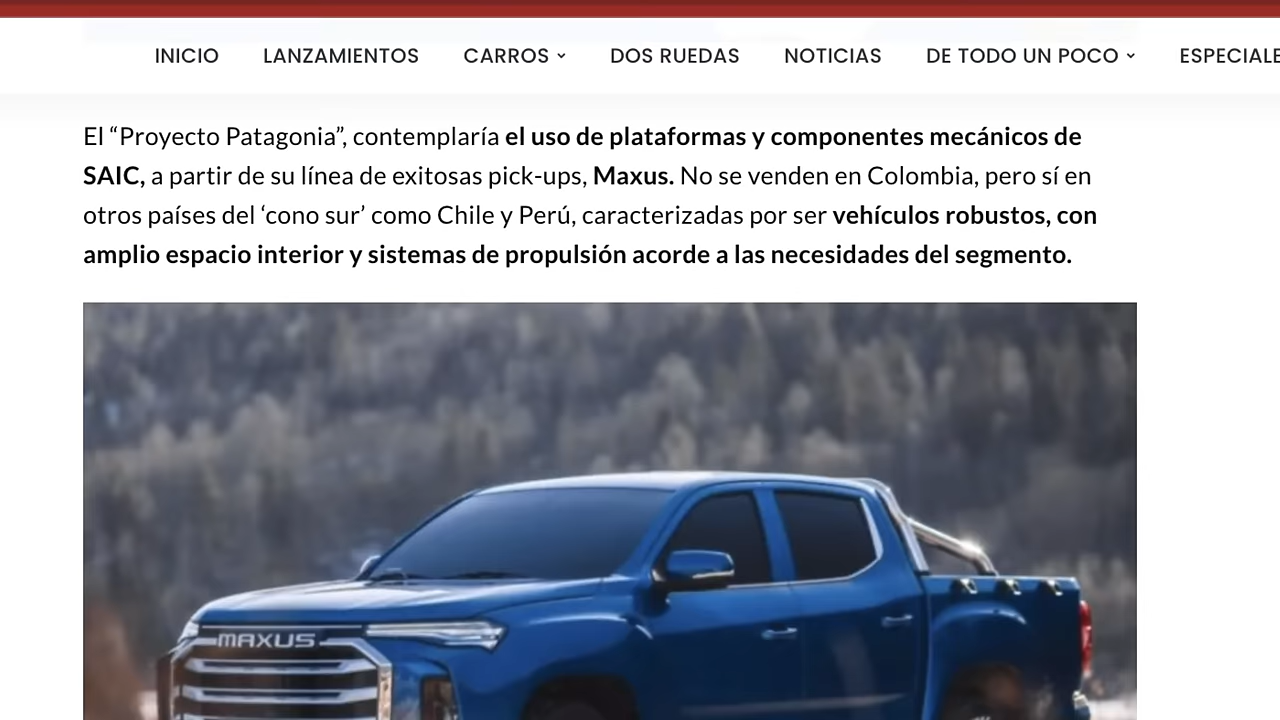 INICIO LANZAMIENTOS CARROS DOS RUEDAS NOTICIAS DE TODO UN POCO ESPECIALE
El “Proyecto Patagonia”, contemplaría el uso de plataformas y componentes mecánicos de
SAIC, a partir de su línea de exitosas pick-ups, Maxus. No se venden en Colombia, pero sí en
otros países del ‘cono sur’ como Chile y Perú, caracterizadas por ser vehículos robustos, con
amplio espacio interior y sistemas de propulsión acorde a las necesidades del segmento.
MAXUS